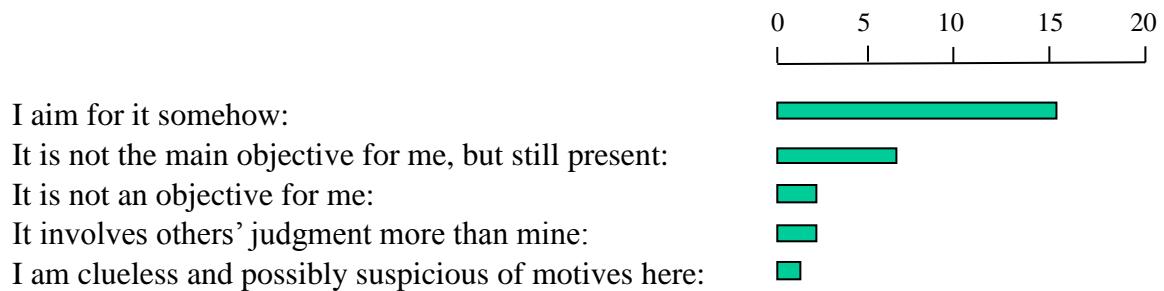 0 5 10 15 20
I aim for it somehow:
It is not the main objective for me, but still present:
It is not an objective for me:
It involves others’ judgment more than mine:
I am clueless and possibly suspicious of motives here: